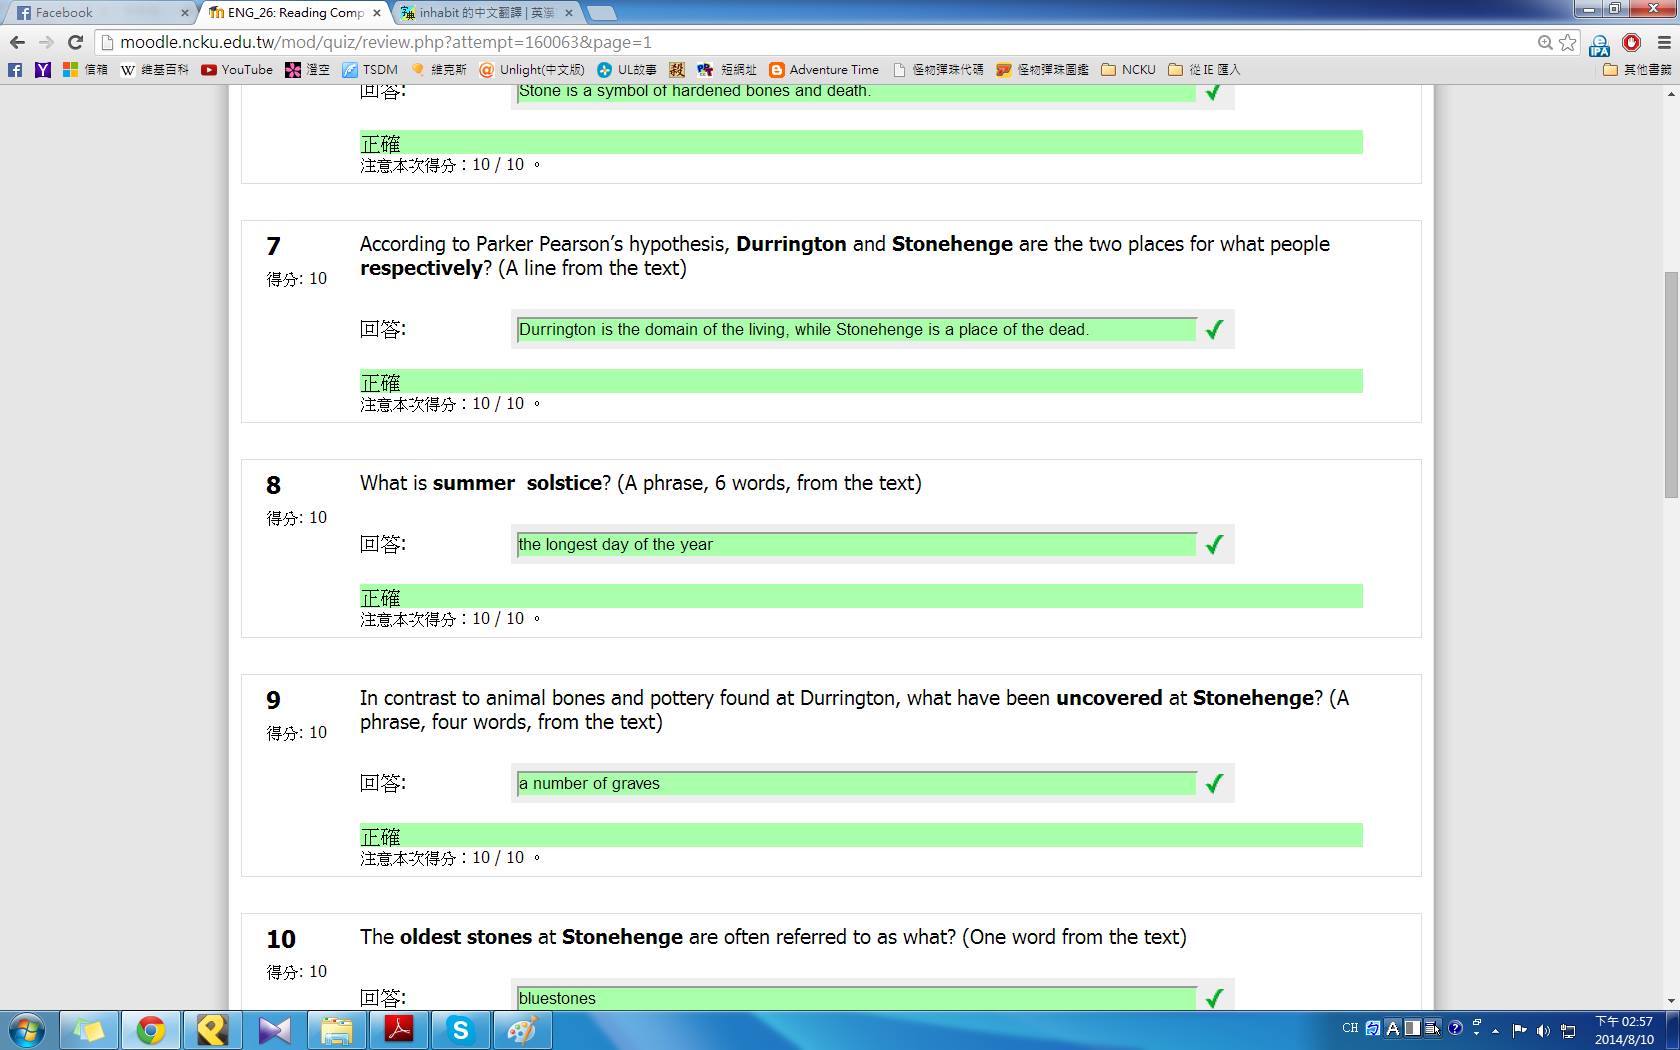 Facebook
ENG_26: Reading Comp
inhabit 的中文翻譯 | 英漢
moodle.ncku.edu.tw/mod/quiz/review.php?attempt=160063&page=1
信箱 維基百科 YouTube 澄空 TSDM 維克斯 Unlight(中文版) UL故事 短網址 Adventure Time 怪物彈珠代碼 怪物彈珠圖鑑 NCKU 從 IE 匯入 其他書籤
回答: Stone is a symbol of hardened bones and death.
正確
注意本次得分：10 / 10 。
7 According to Parker Pearson’s hypothesis, Durrington and Stonehenge are the two places for what people
respectively? (A line from the text)
得分: 10
回答: Durrington is the domain of the living, while Stonehenge is a place of the dead.
正確
注意本次得分：10 / 10 。
8 What is summer  solstice? (A phrase, 6 words, from the text)
得分: 10
回答: the longest day of the year
正確
注意本次得分：10 / 10 。
9 In contrast to animal bones and pottery found at Durrington, what have been uncovered at Stonehenge? (A
phrase, four words, from the text)
得分: 10
回答: a number of graves
正確
注意本次得分：10 / 10 。
10 The oldest stones at Stonehenge are often referred to as what? (One word from the text)
得分: 10
回答: bluestones
CH
下午 02:57
2014/8/10